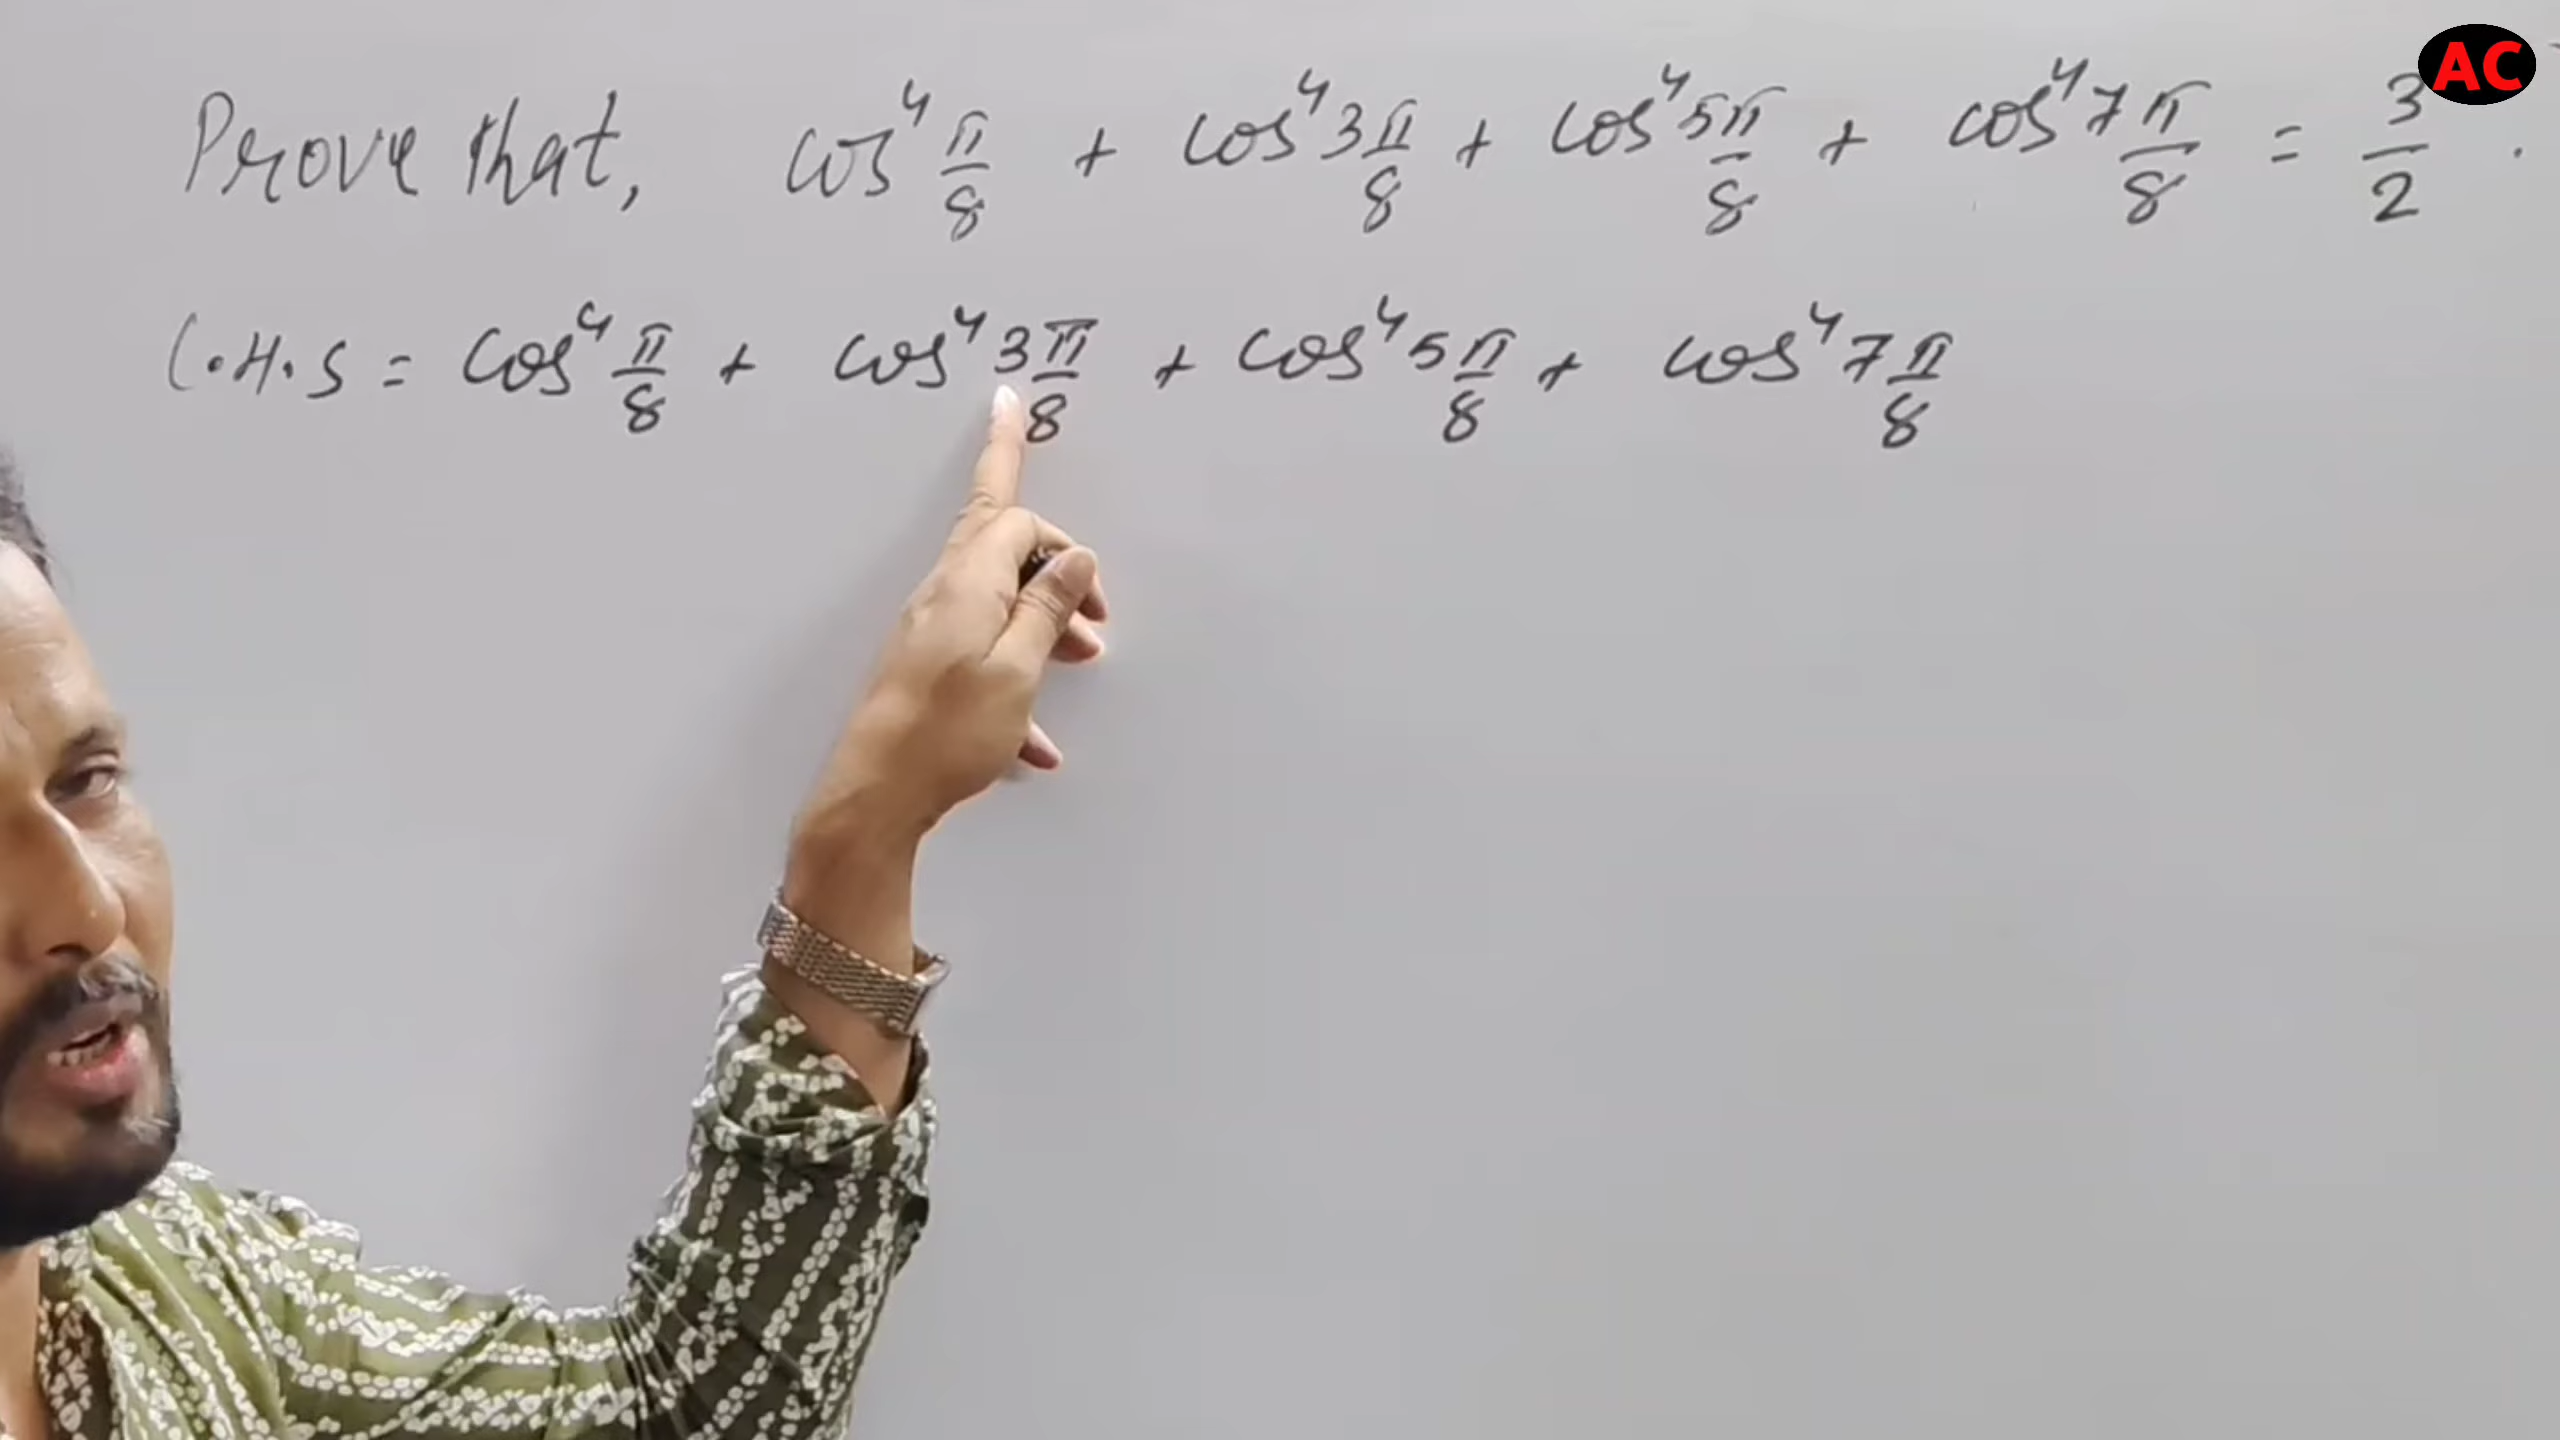 AC
Prove that, cos⁴ π/8 + cos⁴ 3π/8 + cos⁴ 5π/8 + cos⁴ 7π/8 = 3/2 .
L.H.S = cos⁴ π/8 + cos⁴ 3π/8 + cos⁴ 5π/8 + cos⁴ 7π/8